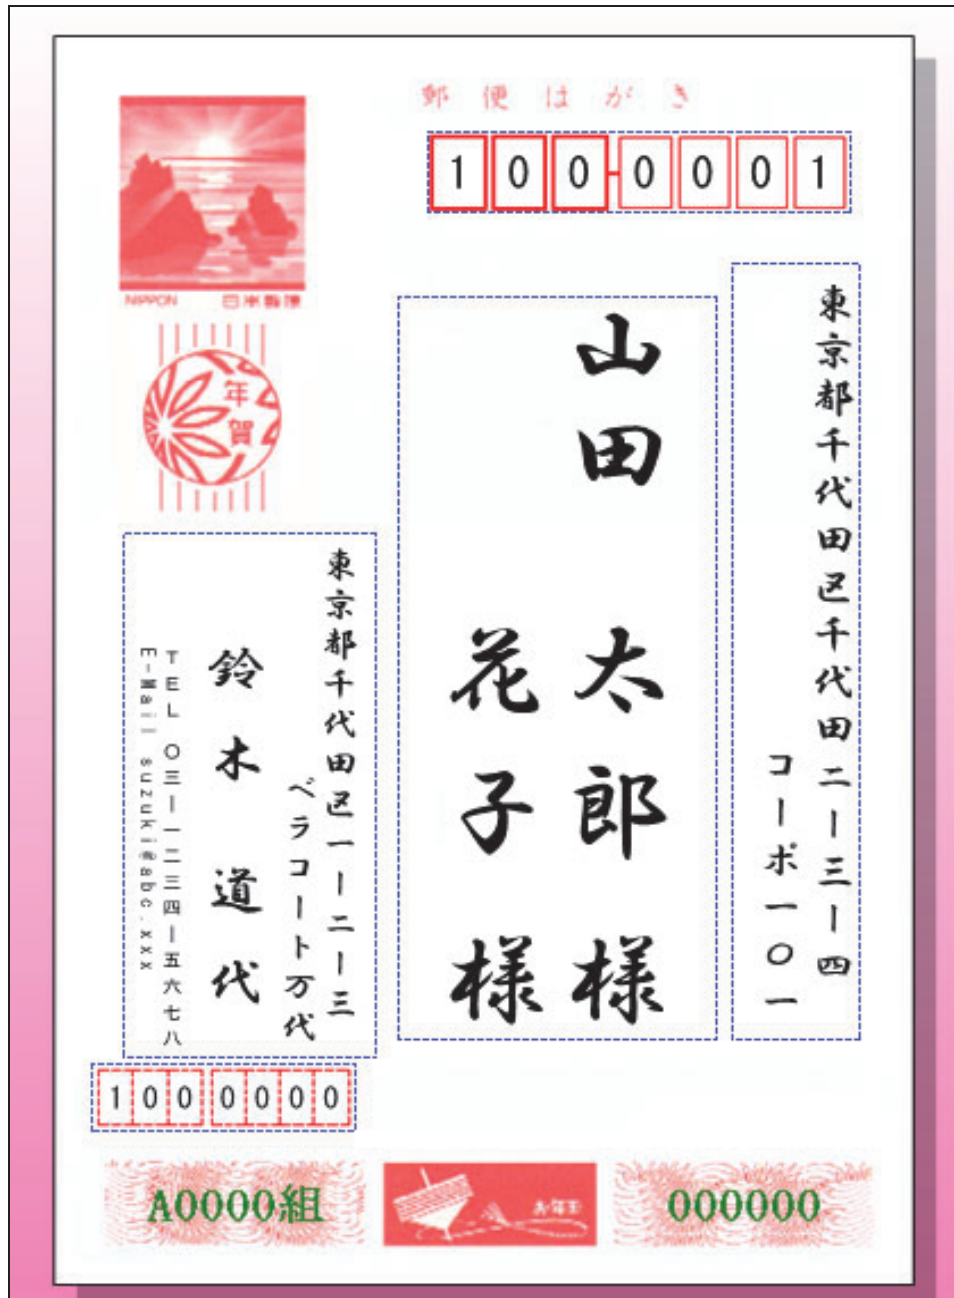 郵便はがき
100-0001
NIPPON 日本郵便
年賀
東京都千代田区千代田二ー三ー四
コーポ一〇一
山田 太郎 様
花子 様
東京都千代田区一ー二ー三
ベラコート万代
鈴木 道代
TEL 〇三ー一二三四ー五六七八
E-Mail suzuki@abc.xxx
1000000
A0000組
お年玉
000000